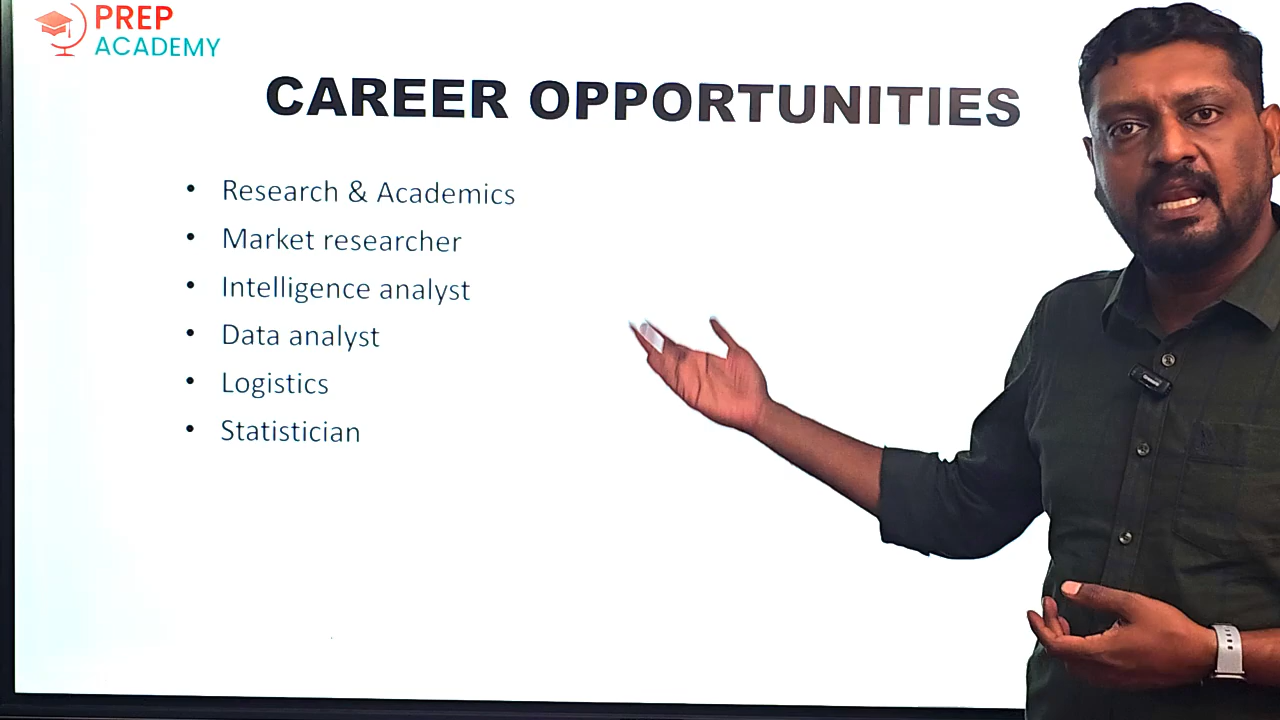 PREP
ACADEMY
CAREER OPPORTUNITIES
• Research & Academics
• Market researcher
• Intelligence analyst
• Data analyst
• Logistics
• Statistician